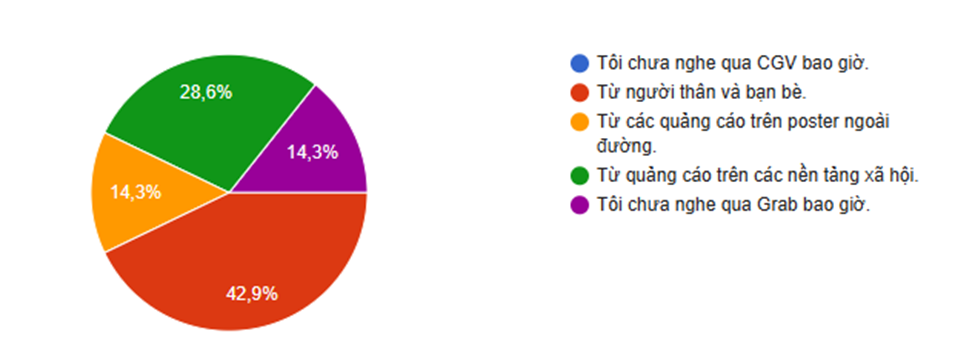 28,6%
14,3%
14,3%
42,9%
Tôi chưa nghe qua CGV bao giờ.
Từ người thân và bạn bè.
Từ các quảng cáo trên poster ngoài
đường.
Từ quảng cáo trên các nền tảng xã hội.
Tôi chưa nghe qua Grab bao giờ.